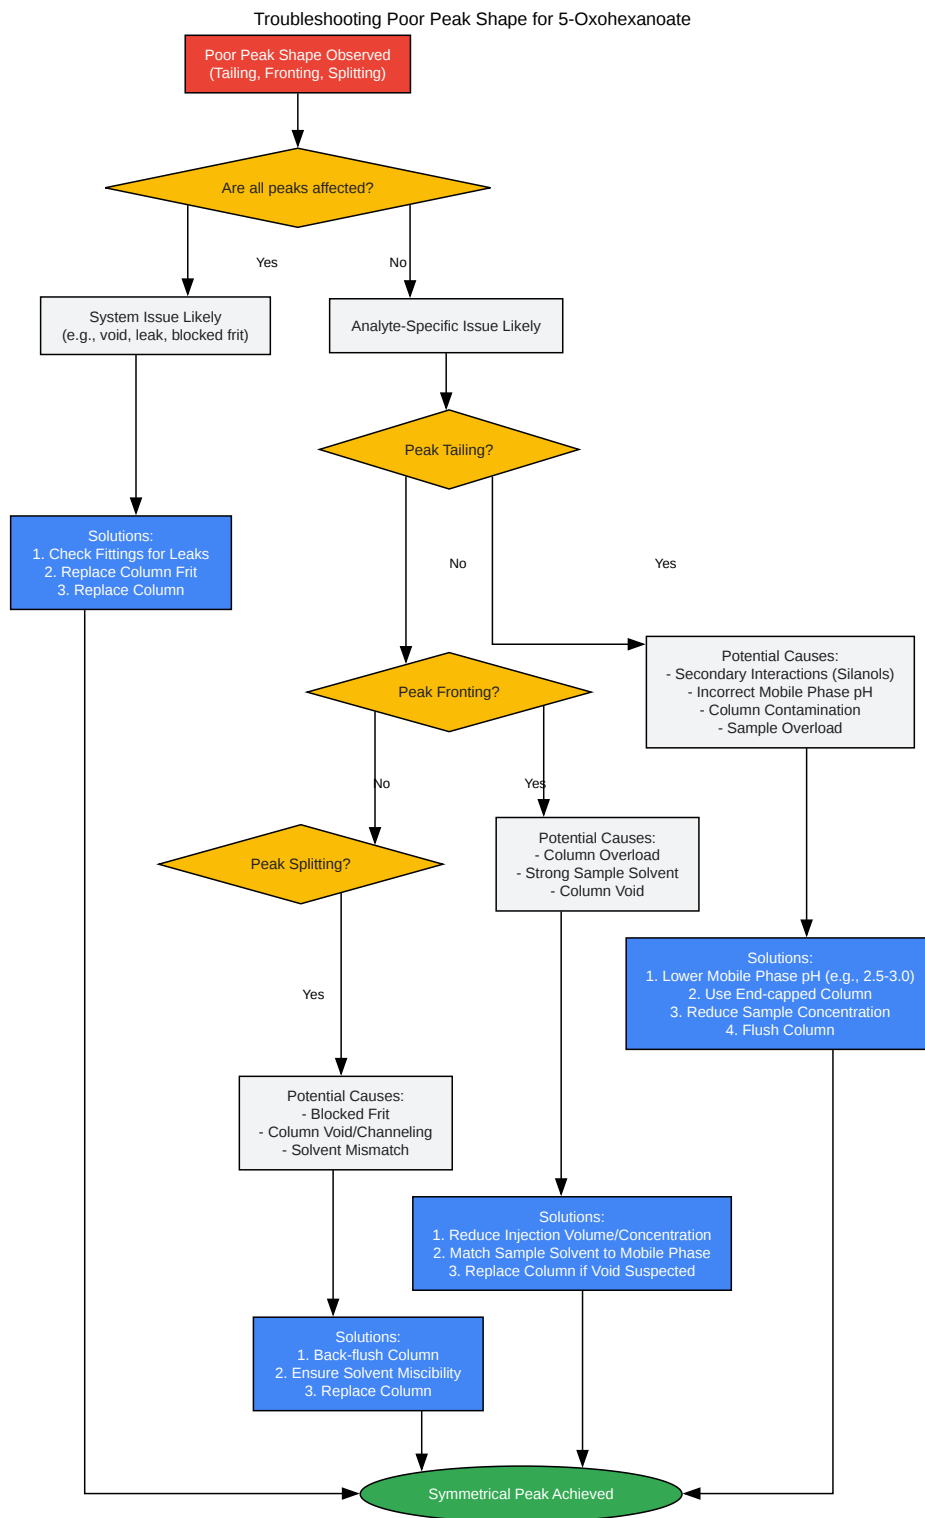 Troubleshooting Poor Peak Shape for 5-Oxohexanoate
Poor Peak Shape Observed
(Tailing, Fronting, Splitting)
Are all peaks affected?
Yes
No
System Issue Likely
(e.g., void, leak, blocked frit)
Analyte-Specific Issue Likely
Peak Tailing?
Solutions:
1. Check Fittings for Leaks
2. Replace Column Frit
3. Replace Column
No
Yes
Potential Causes:
- Secondary Interactions (Silanols)
- Incorrect Mobile Phase pH
- Column Contamination
- Sample Overload
Peak Fronting?
No
Yes
Peak Splitting?
Potential Causes:
- Column Overload
- Strong Sample Solvent
- Column Void
Solutions:
1. Lower Mobile Phase pH (e.g., 2.5-3.0)
2. Use End-capped Column
3. Reduce Sample Concentration
4. Flush Column
Yes
Potential Causes:
- Blocked Frit
- Column Void/Channeling
- Solvent Mismatch
Solutions:
1. Reduce Injection Volume/Concentration
2. Match Sample Solvent to Mobile Phase
3. Replace Column if Void Suspected
Solutions:
1. Back-flush Column
2. Ensure Solvent Miscibility
3. Replace Column
Symmetrical Peak Achieved